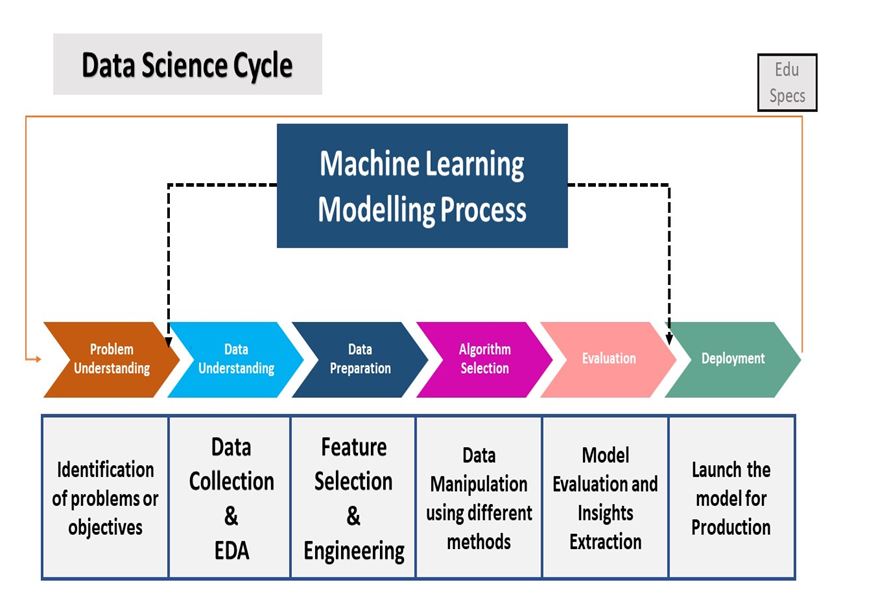 Data Science Cycle
Edu
Specs
Machine Learning
Modelling Process
Problem
Understanding
Data
Understanding
Data
Preparation
Algorithm
Selection
Evaluation
Deployment
Identification
of problems or
objectives
Data
Collection
&
EDA
Feature
Selection
&
Engineering
Data
Manipulation
using different
methods
Model
Evaluation and
Insights
Extraction
Launch the
model for
Production